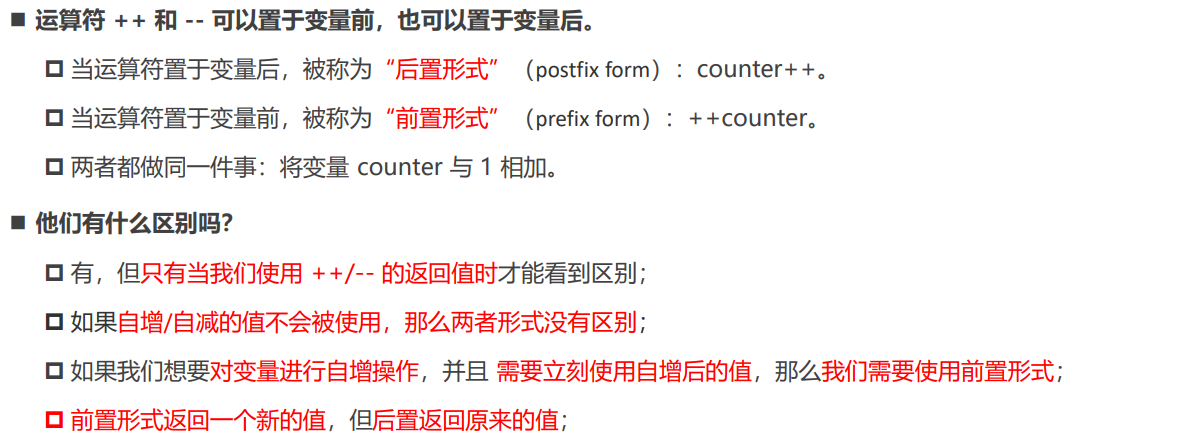 运算符 ++ 和 -- 可以置于变量前，也可以置于变量后。
当运算符置于变量后，被称为“后置形式”（postfix form）：counter++。
当运算符置于变量前，被称为“前置形式”（prefix form）：++counter。
两者都做同一件事：将变量 counter 与 1 相加。
他们有什么区别吗？
有，但只有当我们使用 ++/-- 的返回值时才能看到区别；
如果自增/自减的值不会被使用，那么两者形式没有区别；
如果我们想要对变量进行自增操作，并且 需要立刻使用自增后的值，那么我们需要使用前置形式；
前置形式返回一个新的值，但后置返回原来的值；